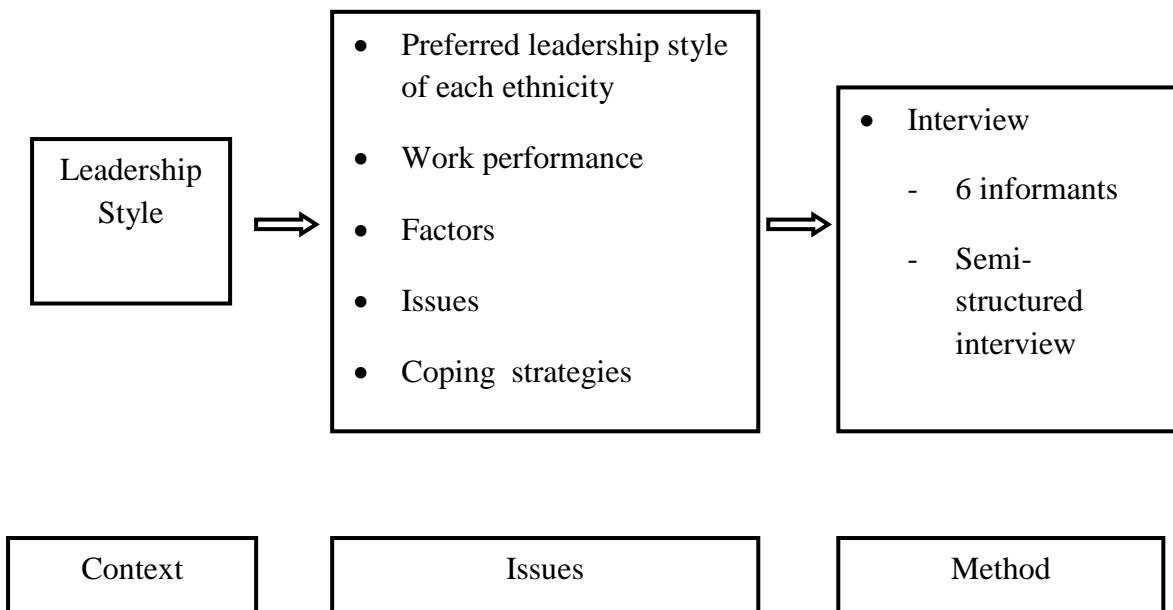 Leadership
Style
• Preferred leadership style
of each ethnicity
• Work performance
• Factors
• Issues
• Coping strategies
• Interview
- 6 informants
- Semi-
structured
interview
Context
Issues
Method